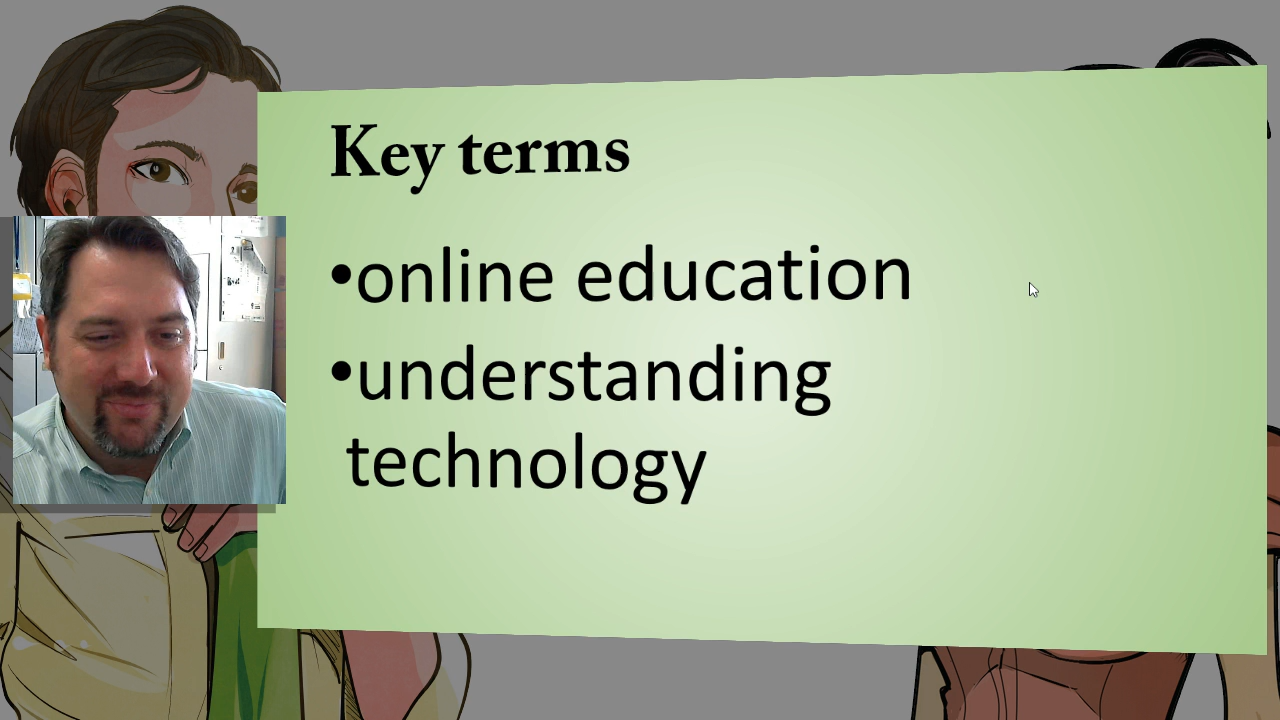 Key terms
•online education
•understanding
technology